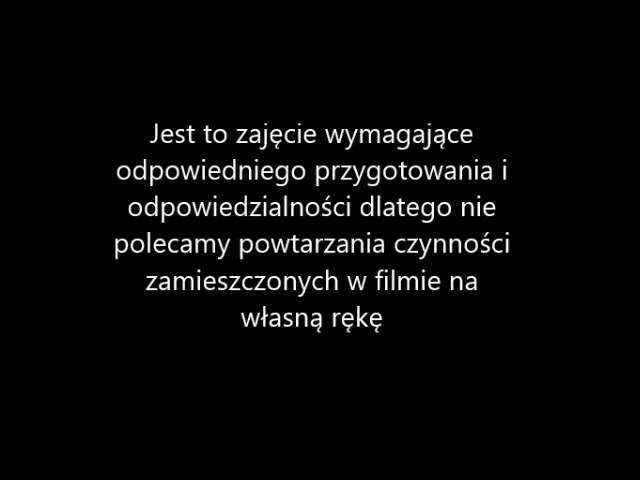 Jest to zajęcie wymagające
odpowiedniego przygotowania i
odpowiedzialności dlatego nie
polecamy powtarzania czynności
zamieszczonych w filmie na
własną rękę